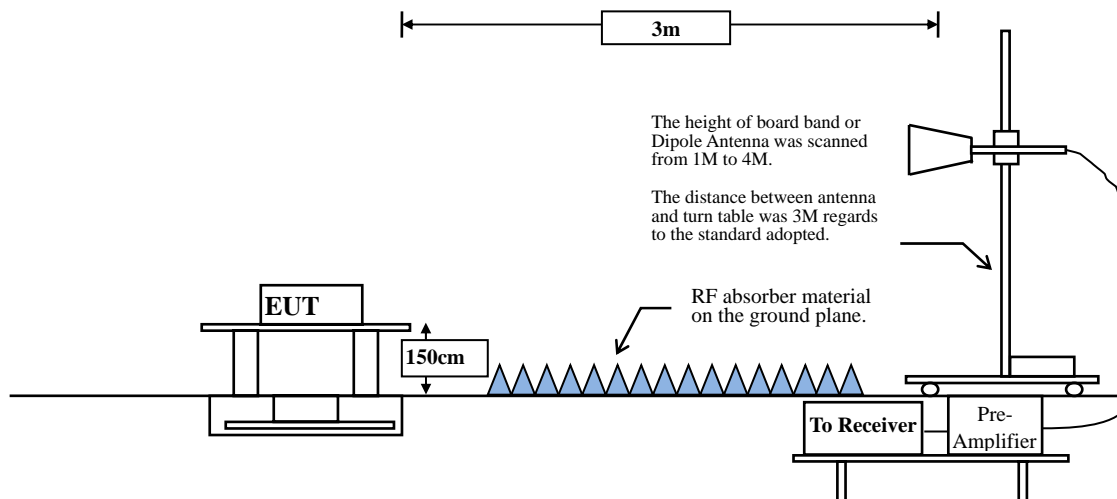 3m
The height of board band or
Dipole Antenna was scanned
from 1M to 4M.
The distance between antenna
and turn table was 3M regards
to the standard adopted.
EUT
RF absorber material
on the ground plane.
150cm
To Receiver
Pre-
Amplifier